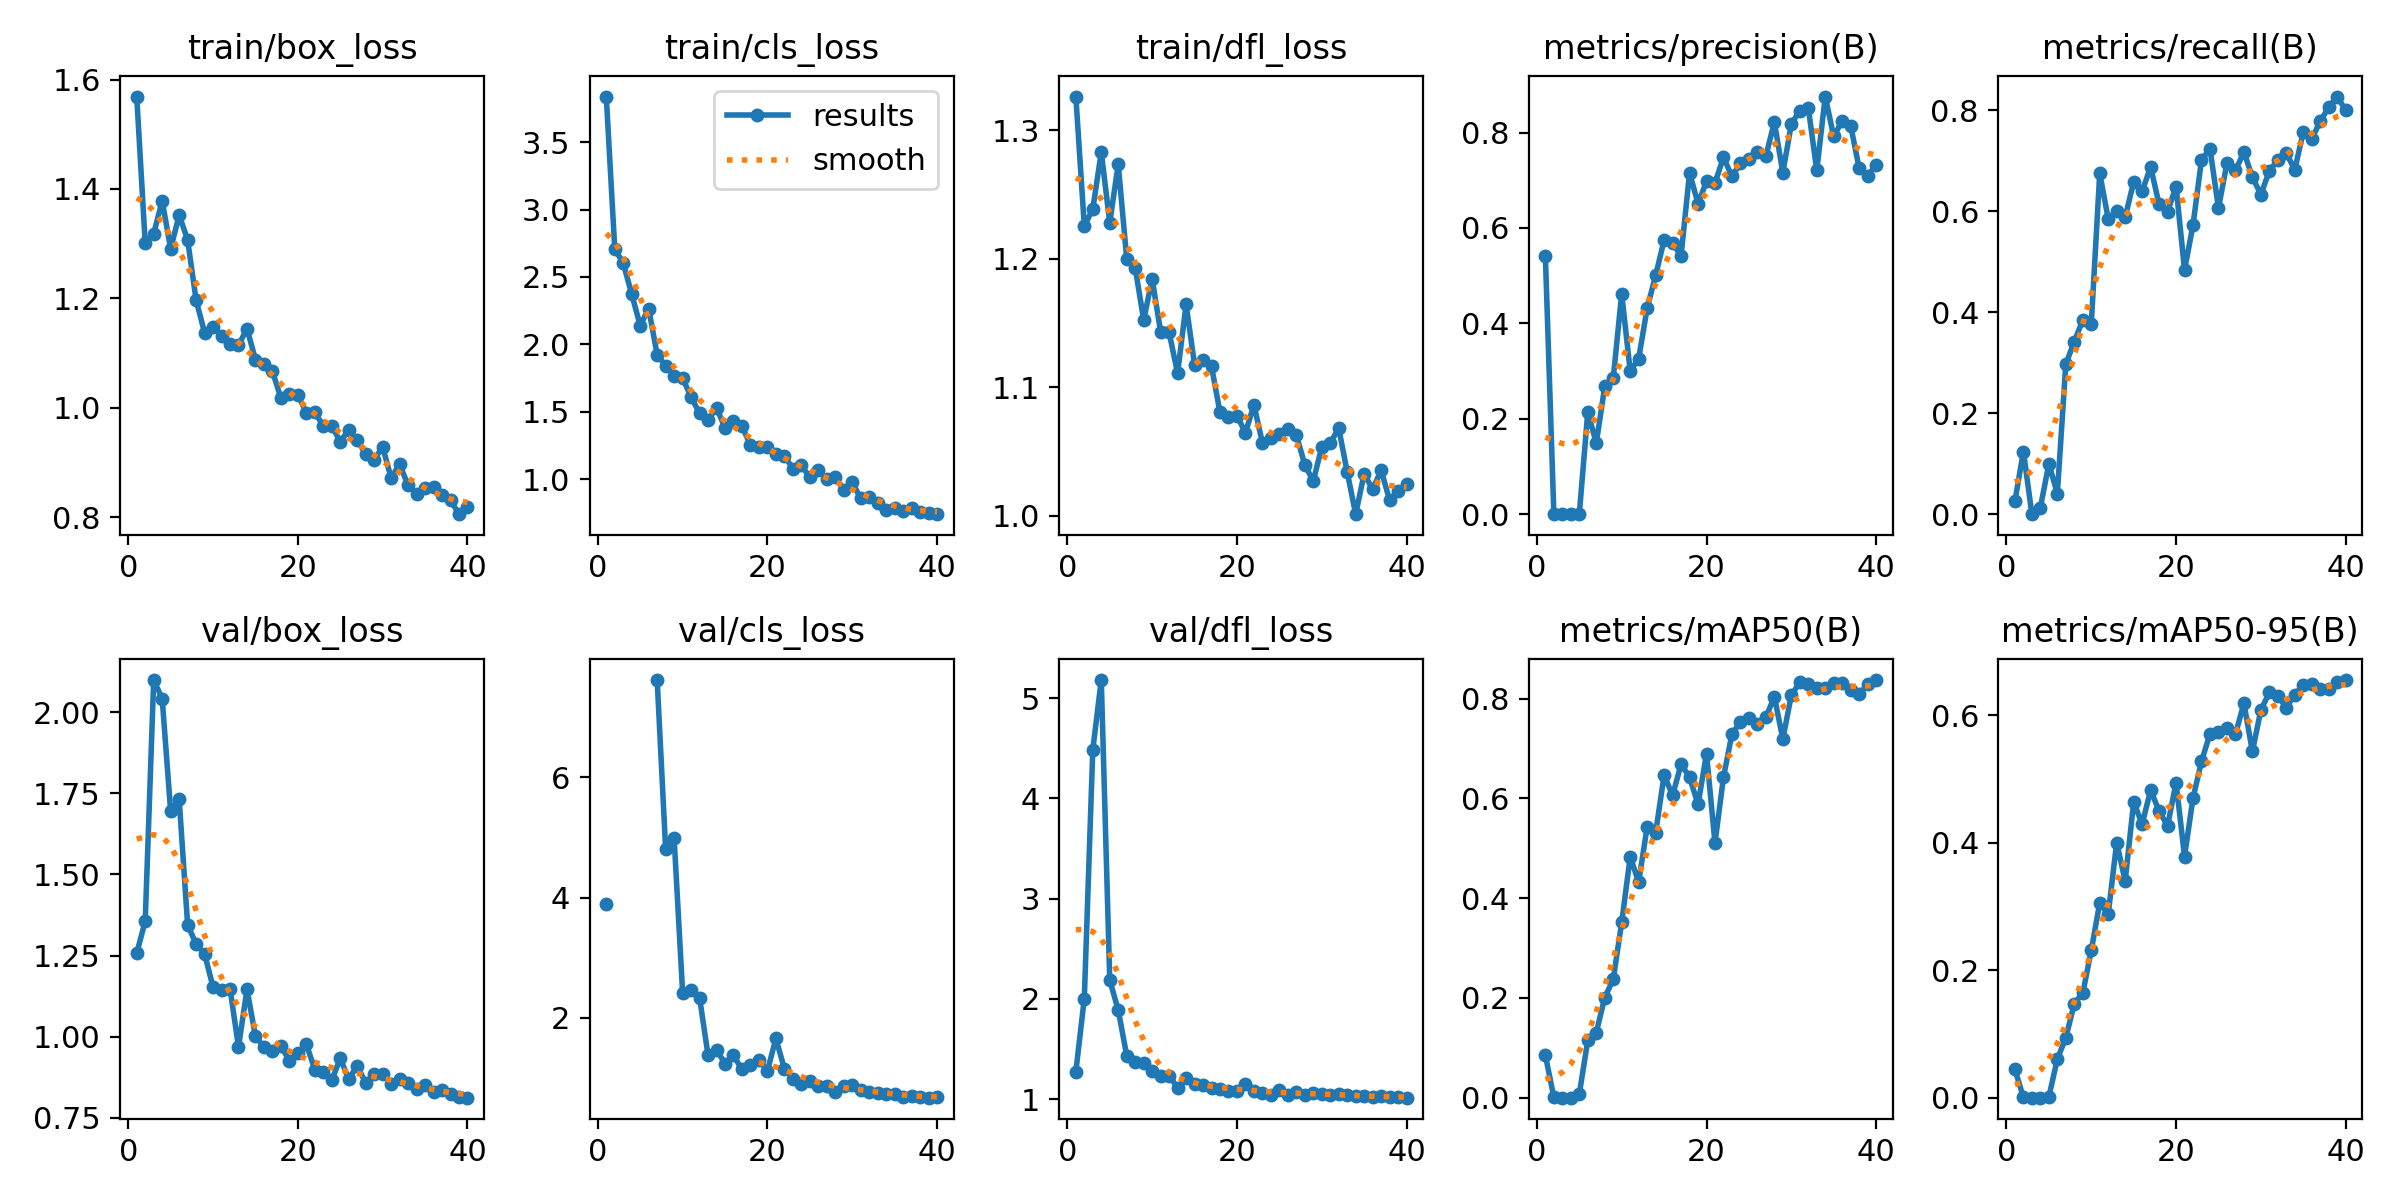 train/box_loss
1.6
1.4
1.2
1.0
0.8
0 20 40
train/cls_loss
results
smooth
3.5
3.0
2.5
2.0
1.5
1.0
0 20 40
train/dfl_loss
1.3
1.2
1.1
1.0
0 20 40
metrics/precision(B)
0.8
0.6
0.4
0.2
0.0
0 20 40
metrics/recall(B)
0.8
0.6
0.4
0.2
0.0
0 20 40
val/box_loss
2.00
1.75
1.50
1.25
1.00
0.75
0 20 40
val/cls_loss
6
4
2
0 20 40
val/dfl_loss
5
4
3
2
1
0 20 40
metrics/mAP50(B)
0.8
0.6
0.4
0.2
0.0
0 20 40
metrics/mAP50-95(B)
0.6
0.4
0.2
0.0
0 20 40